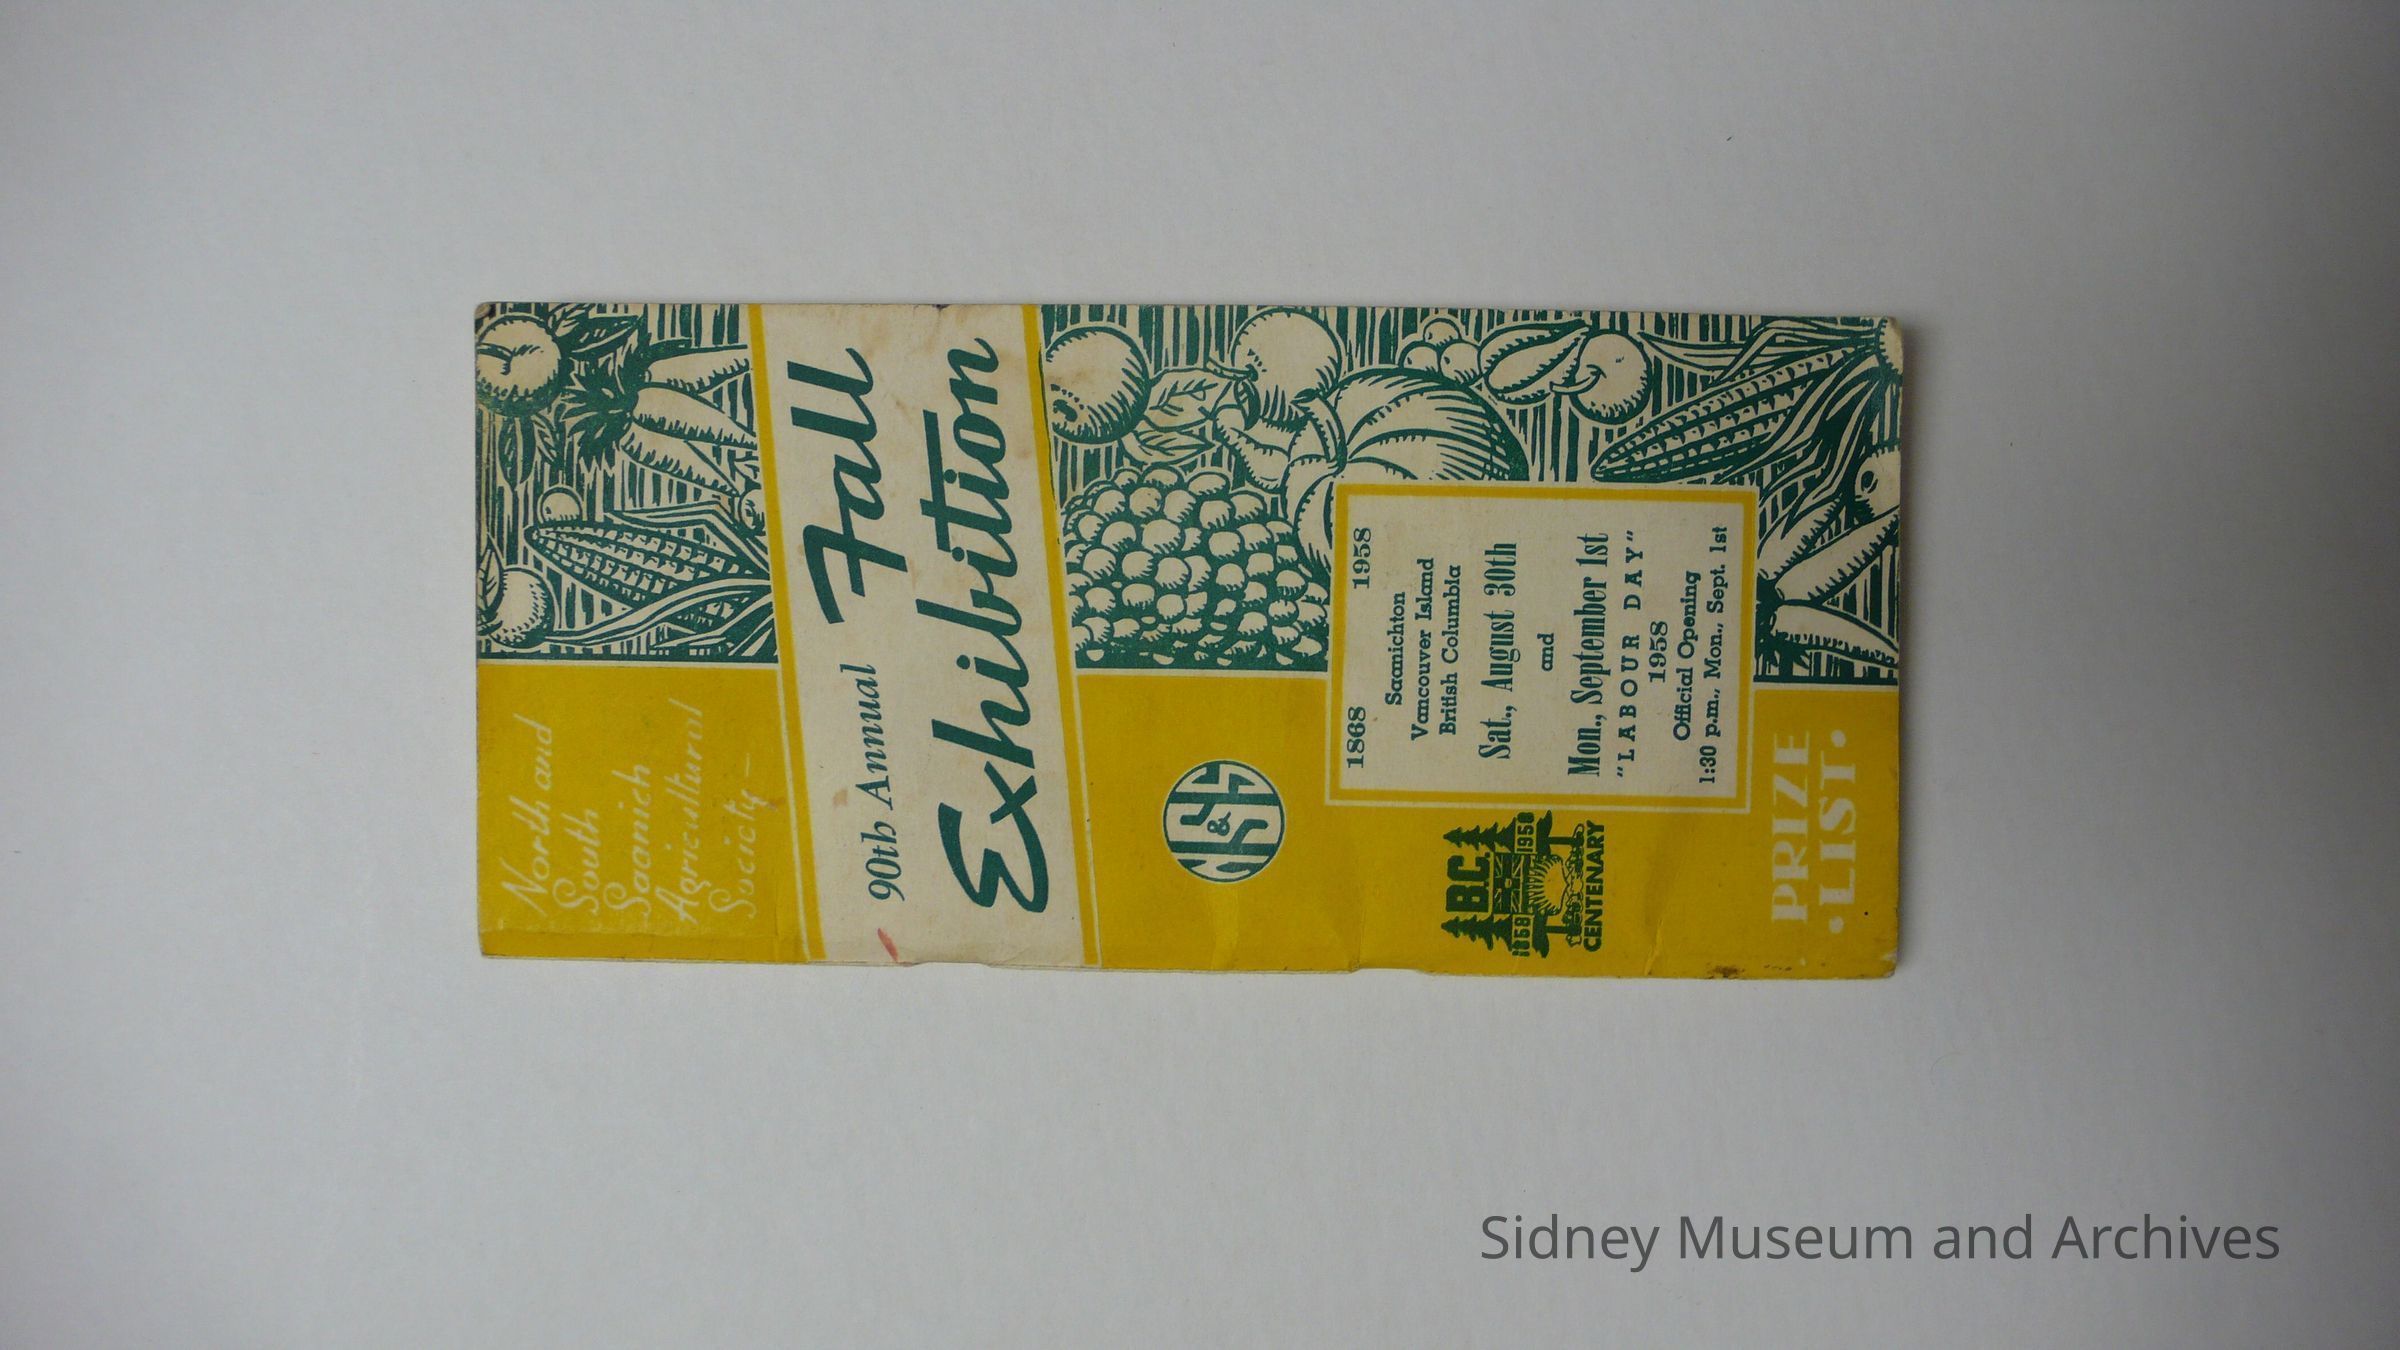 North and
South
Saanich
Agricultural
Society
90th Annual Fall
Exhibition
NS&S
1868 1958
Saanichton
Vancouver Island
British Columbia
Sat., August 30th
and
Mon., September 1st
"LABOUR DAY"
1958
Official Opening
1:30 p.m., Mon., Sept. 1st
B.C.
1858 1958
CENTENARY
PRIZE
•LIST•
Sidney Museum and Archives